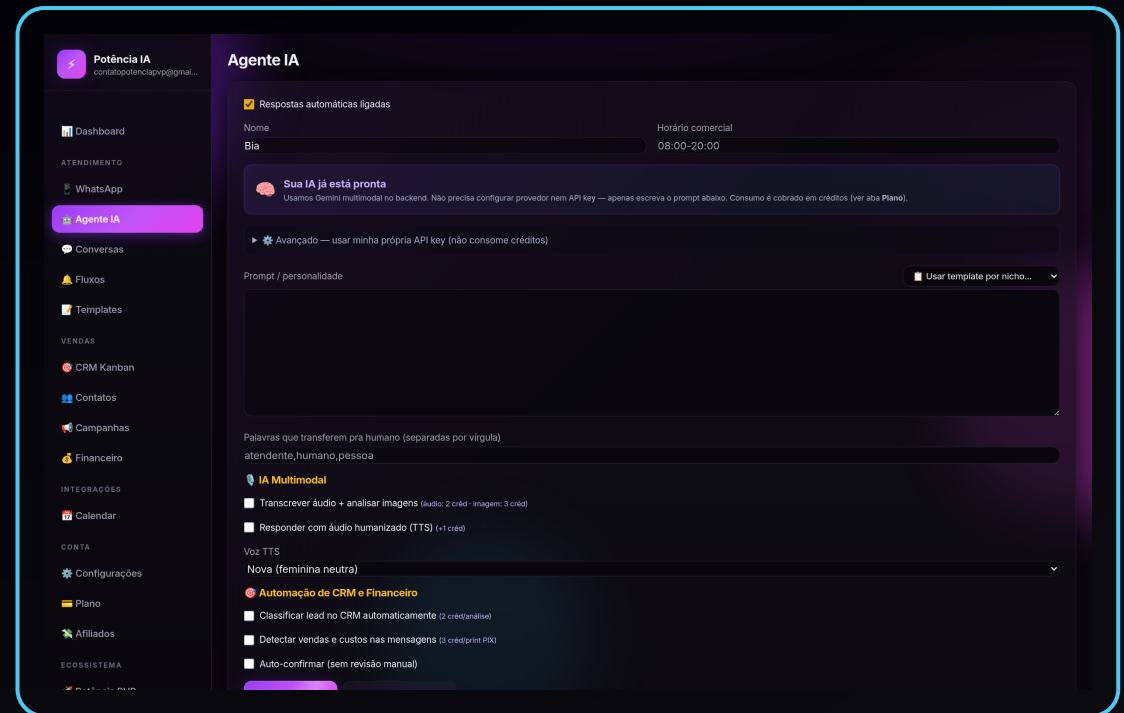 Potência IA
contatopotenciapvp@gmai...
Dashboard
ATENDIMENTO
WhatsApp
Agente IA
Conversas
Fluxos
Templates
VENDAS
CRM Kanban
Contatos
Campanhas
Financeiro
INTEGRAÇÕES
Calendar
CONTA
Configurações
Plano
Afiliados
ECOSSISTEMA
Agente IA
Respostas automáticas ligadas
Nome
Horário comercial
Bia
08:00-20:00
Sua IA já está pronta
Usamos Gemini multimodal no backend. Não precisa configurar provedor nem API key — apenas escreva o prompt abaixo. Consumo é cobrado em créditos (ver aba Plano).
Avançado — usar minha própria API key (não consome créditos)
Prompt / personalidade
Usar template por nicho...
Palavras que transferem pra humano (separadas por vírgula)
atendente,humano,pessoa
IA Multimodal
Transcrever áudio + analisar imagens (áudio: 2 créd · imagem: 3 créd)
Responder com áudio humanizado (TTS) (+1 créd)
Voz TTS
Nova (feminina neutra)
Automação de CRM e Financeiro
Classificar lead no CRM automaticamente (2 créd/análise)
Detectar vendas e custos nas mensagens (3 créd/print PIX)
Auto-confirmar (sem revisão manual)